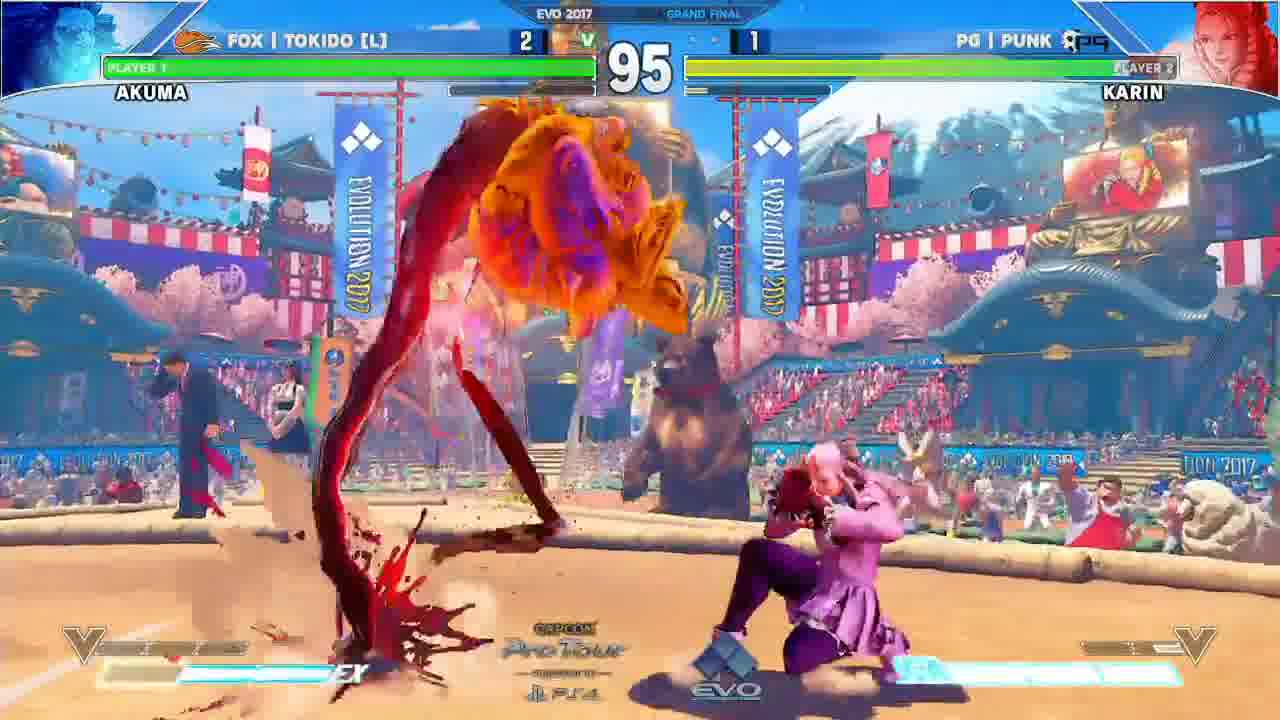 EVO 2017 GRAND FINAL
FOX | TOKIDO [L] 2 V 95 1 PG | PUNK
PLAYER 1 PLAYER 2
AKUMA KARIN
EVOLUTION 2017
EVOLUTION 2017
EX
CAPCOM
Pro Tour
PS4
EVO